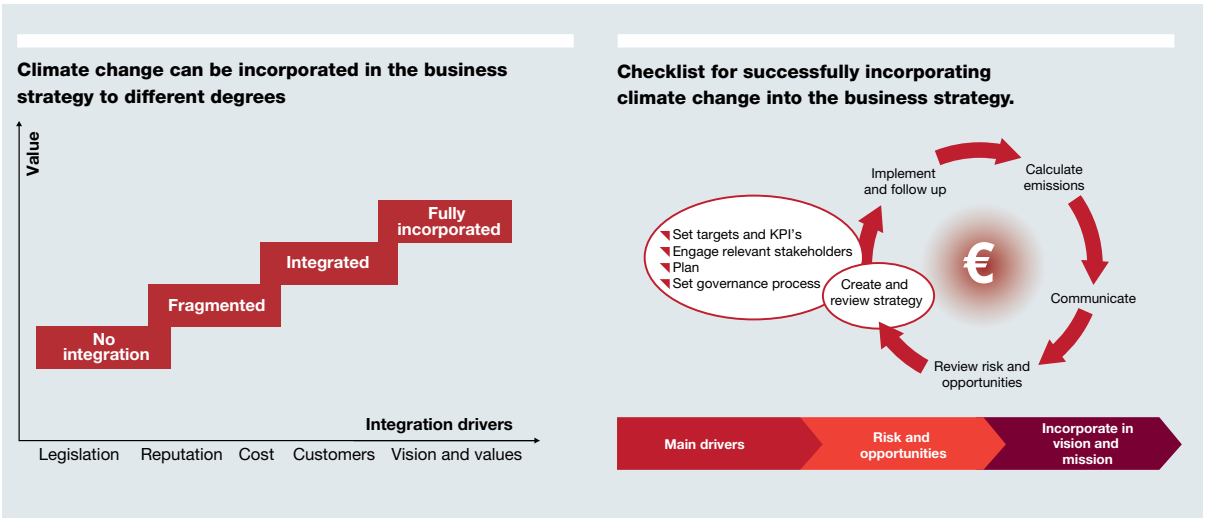 Climate change can be incorporated in the business
strategy to different degrees
Value
Fully
incorporated
Integrated
Fragmented
No
integration
Integration drivers
Legislation Reputation Cost Customers Vision and values
Checklist for successfully incorporating
climate change into the business strategy.
Implement
and follow up
Calculate
emissions
Set targets and KPI's
Engage relevant stakeholders
Plan
Set governance process
Create and
review strategy
€
Communicate
Review risk and
opportunities
Main drivers
Risk and
opportunities
Incorporate in
vision and
mission